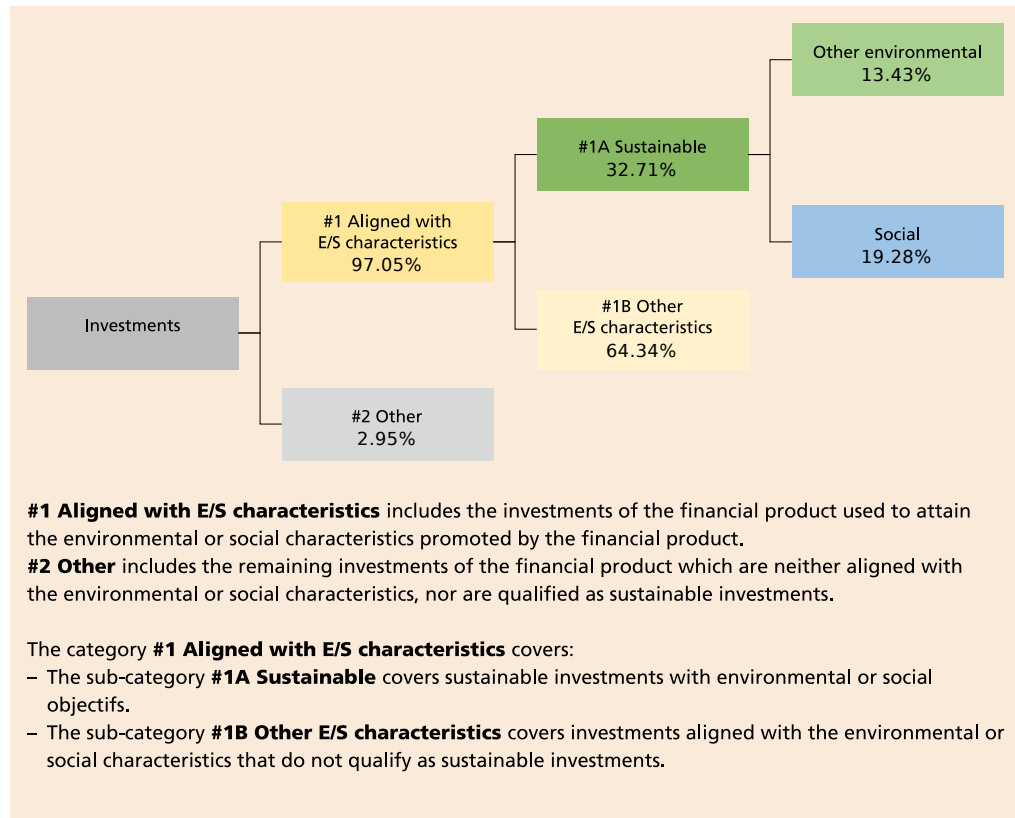 Other environmental
13.43%
#1A Sustainable
32.71%
#1 Aligned with
E/S characteristics
97.05%
Social
19.28%
Investments
#1B Other
E/S characteristics
64.34%
#2 Other
2.95%
#1 Aligned with E/S characteristics includes the investments of the financial product used to attain
the environmental or social characteristics promoted by the financial product.
#2 Other includes the remaining investments of the financial product which are neither aligned with
the environmental or social characteristics, nor are qualified as sustainable investments.
The category #1 Aligned with E/S characteristics covers:
– The sub-category #1A Sustainable covers sustainable investments with environmental or social
objectifs.
– The sub-category #1B Other E/S characteristics covers investments aligned with the environmental or
social characteristics that do not qualify as sustainable investments.